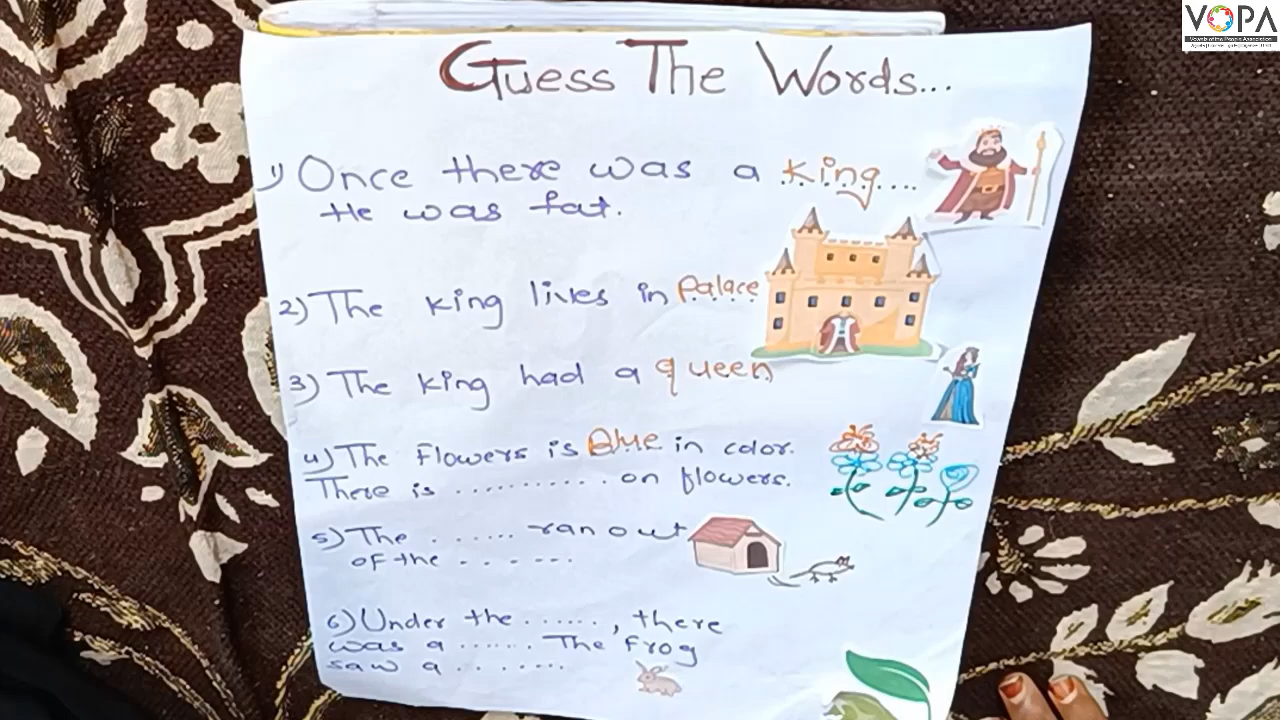 VOPA
Guess The Words...
1) Once there was a king....
He was fat.
2) The king lives in Palace
3) The king had a queen
4) The Flowers is Blue in color.
There is .......... on flowers.
5) The ...... ran out
of the .......
6) Under the ......, there
was a ...... The frog
saw a .......